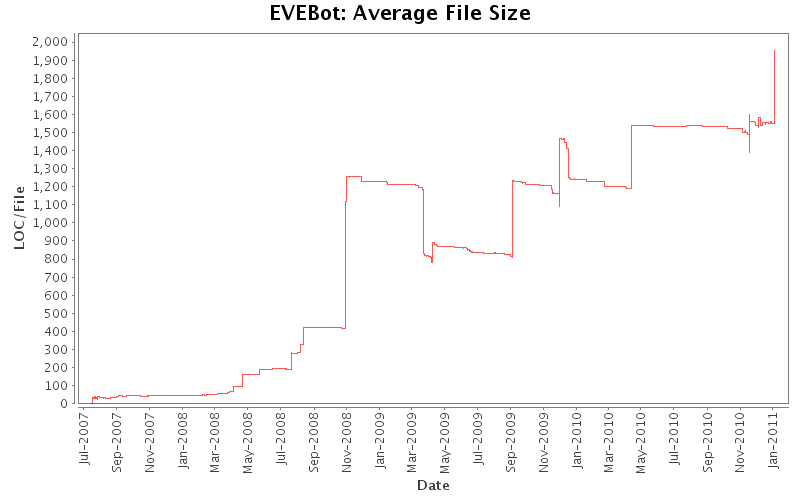 EVEBot: Average File Size
2,000
1,900
1,800
1,700
1,600
1,500
1,400
1,300
1,200
1,100
1,000
900
800
700
600
500
400
300
200
100
0
LOC/File
Jul-2007
Sep-2007
Nov-2007
Jan-2008
Mar-2008
May-2008
Jul-2008
Sep-2008
Nov-2008
Jan-2009
Mar-2009
May-2009
Jul-2009
Sep-2009
Nov-2009
Jan-2010
Mar-2010
May-2010
Jul-2010
Sep-2010
Nov-2010
Jan-2011
Date